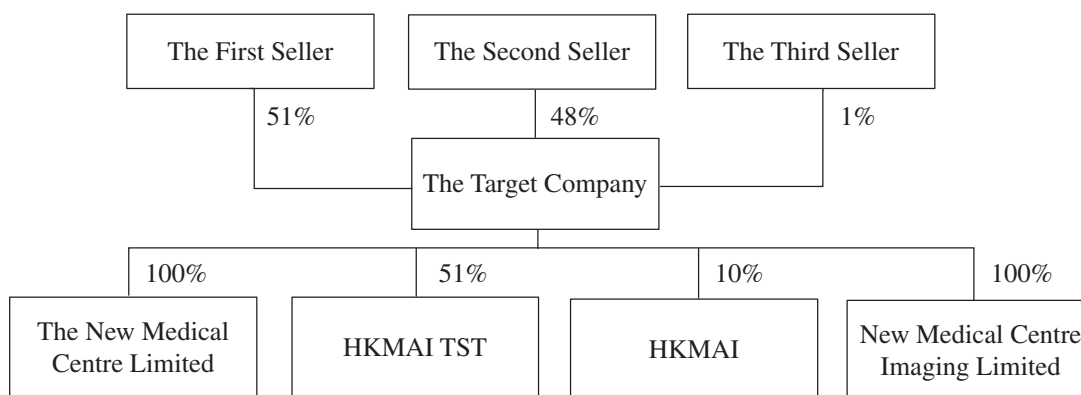 The First Seller
The Second Seller
The Third Seller
51%
48%
1%
The Target Company
100%
51%
10%
100%
The New Medical
Centre Limited
HKMAI TST
HKMAI
New Medical Centre
Imaging Limited